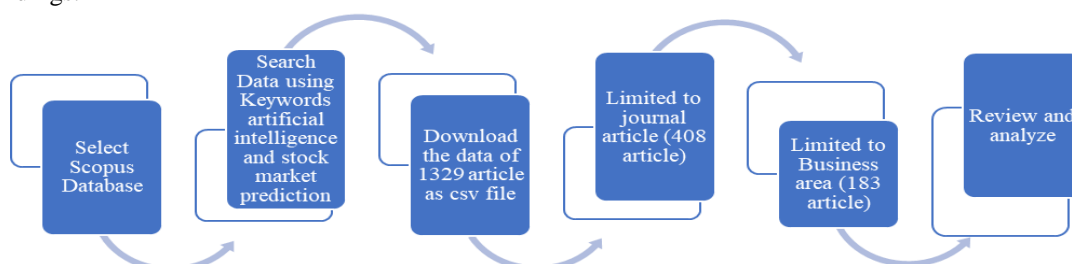 Select
Scopus
Database
Search
Data using
Keywords
artificial
intelligence
and stock
market
prediction
Download
the data of
1329 article
as csv file
Limited to
journal
article (408
article)
Limited to
Business
area (183
article)
Review and
analyze